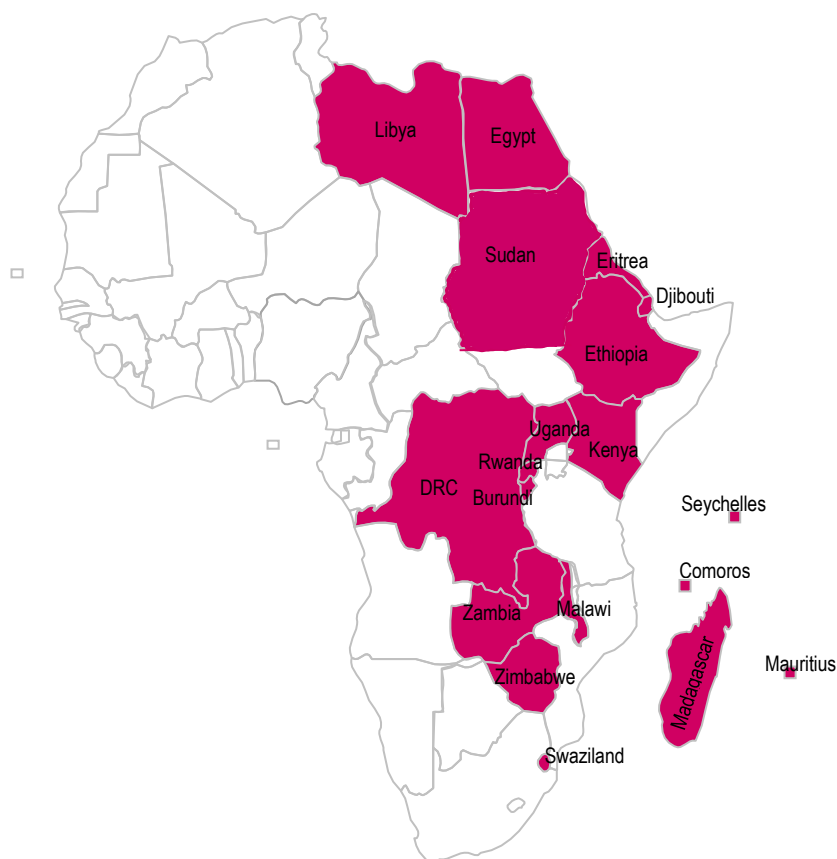 Libya
Egypt
Sudan
Eritrea
Djibouti
Ethiopia
Uganda
Kenya
Rwanda
DRC
Burundi
Seychelles
Comoros
Malawi
Zambia
Mauritius
Zimbabwe
Madagascar
Swaziland